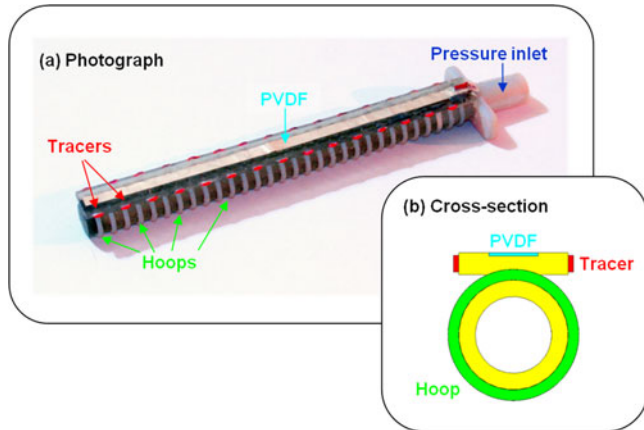 (a) Photograph
Pressure inlet
PVDF
Tracers
Hoops
(b) Cross-section
PVDF
Tracer
Hoop